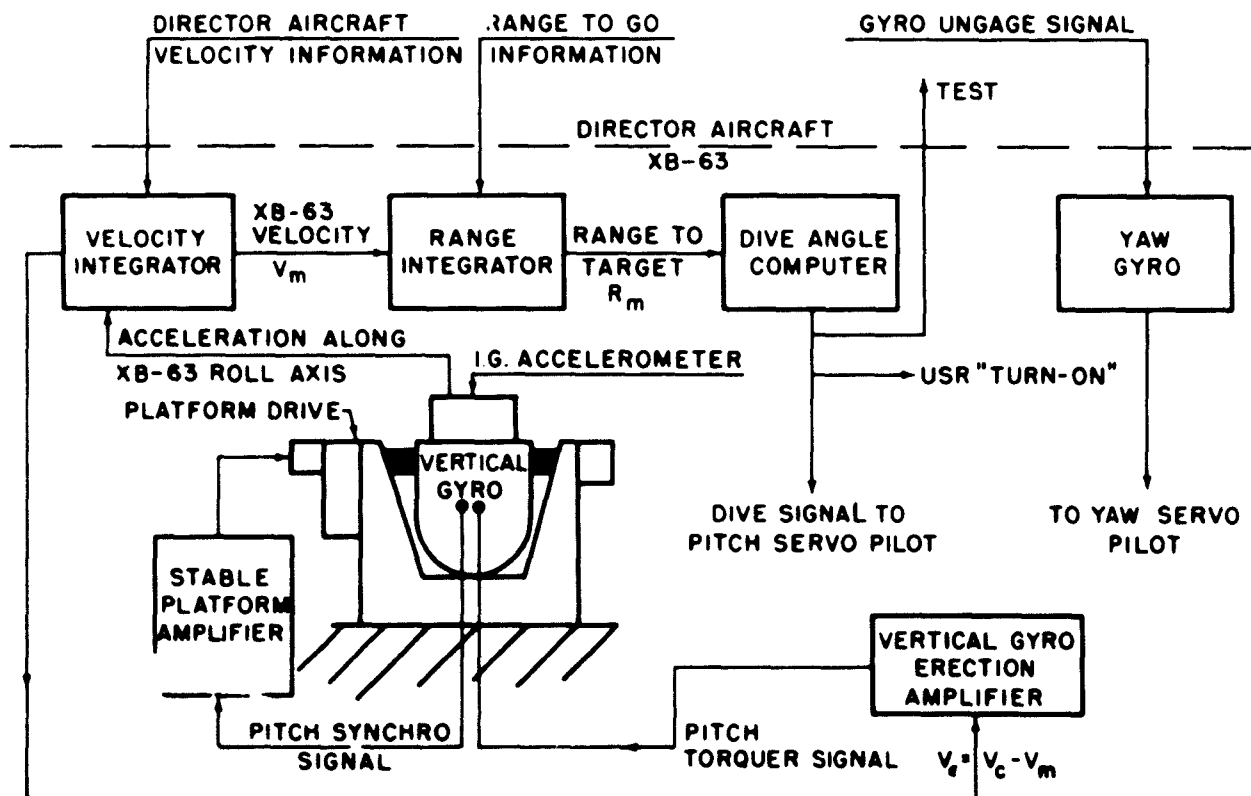 DIRECTOR AIRCRAFT
VELOCITY INFORMATION
RANGE TO GO
INFORMATION
GYRO UNGAGE SIGNAL
TEST
DIRECTOR AIRCRAFT
XB-63
VELOCITY
INTEGRATOR
XB-63
VELOCITY
Vm
RANGE
INTEGRATOR
RANGE TO
TARGET
Rm
DIVE ANGLE
COMPUTER
YAW
GYRO
ACCELERATION ALONG
XB-63 ROLL AXIS
I.G. ACCELEROMETER
USR "TURN-ON"
PLATFORM DRIVE
VERTICAL
GYRO
DIVE SIGNAL TO
PITCH SERVO PILOT
TO YAW SERVO
PILOT
STABLE
PLATFORM
AMPLIFIER
VERTICAL GYRO
ERECTION
AMPLIFIER
PITCH SYNCHRO
SIGNAL
PITCH
TORQUER SIGNAL
Vε = Vc - Vm